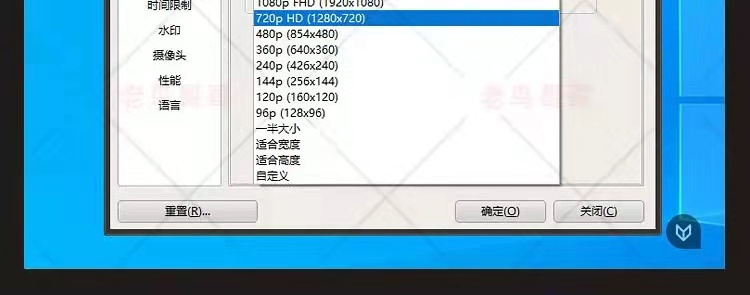 时间限制
水印
摄像头
性能
语言
1080p FHD (1920x1080)
720p HD (1280x720)
480p (854x480)
360p (640x360)
240p (426x240)
144p (256x144)
120p (160x120)
96p (128x96)
一半大小
适合宽度
适合高度
自定义
重置(R)...
确定(O)
关闭(C)